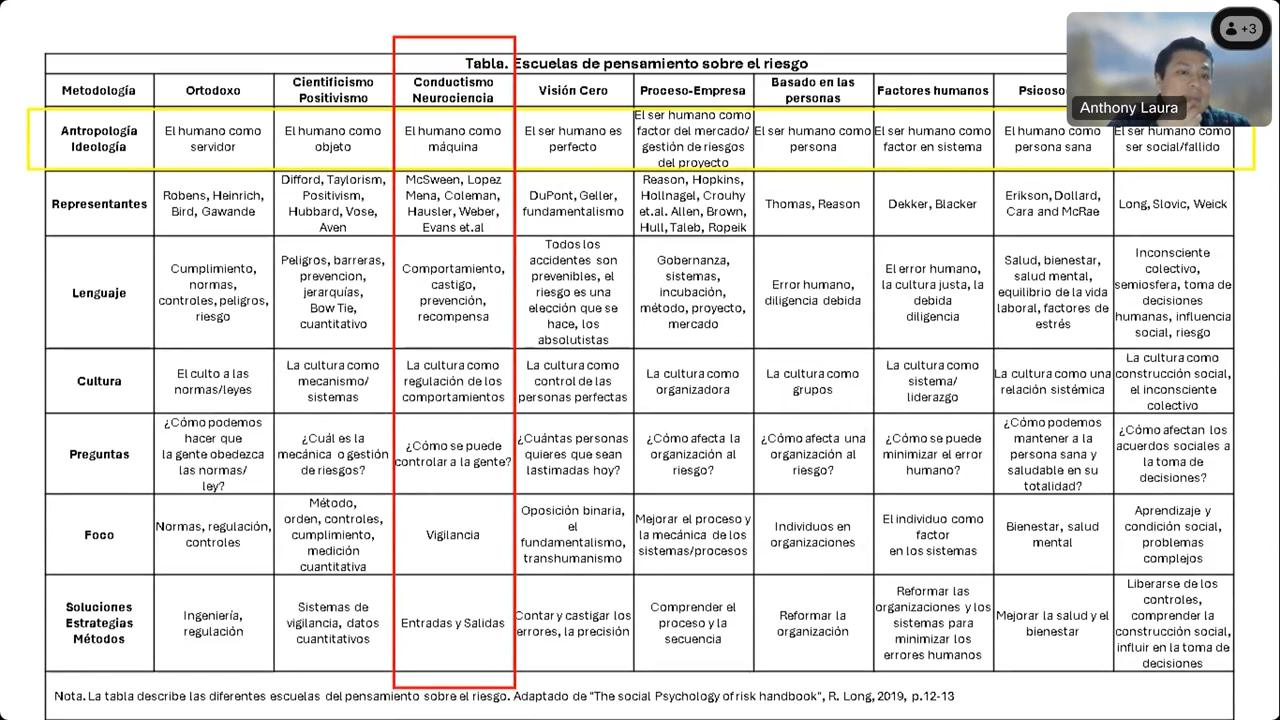 +3
Anthony Laura
Tabla. Escuelas de pensamiento sobre el riesgo
Metodología
Ortodoxo
Cientificismo
Positivismo
Conductismo
Neurociencia
Visión Cero
Proceso-Empresa
Basado en las
personas
Factores humanos
Antropología
Ideología
El humano como
servidor
El humano como
objeto
El humano como
máquina
El ser humano es
perfecto
El ser humano como
factor del mercado/
gestión de riesgos
del proyecto
El ser humano como
persona
El ser humano como
factor en sistema
El ser humano como
persona sana
El ser humano como
ser social/fallido
Representantes
Robens, Heinrich,
Bird, Gawande
Difford, Taylorism,
Positivism,
Hubbard, Vose,
Aven
McSween, Lopez
Mena, Coleman,
Hausler, Weber,
Evans et.al
DuPont, Geller,
fundamentalismo
Reason, Hopkins,
Hollnagel, Crouhy
et.al. Allen, Brown,
Hull, Taleb, Ropeik
Thomas, Reason
Dekker, Blacker
Erikson, Dollard,
Cara and McRae
Long, Slovic, Weick
Lenguaje
Cumplimiento,
normas,
controles, peligros,
riesgo
Peligros, barreras,
prevencion,
jerarquías,
Bow Tie,
cuantitativo
Comportamiento,
castigo,
prevención,
recompensa
Todos los
accidentes son
prevenibles, el
riesgo es una
elección que se
hace, los
absolutistas
Gobernanza,
sistemas,
incubación,
método, proyecto,
mercado
Error humano,
diligencia debida
El error humano,
la cultura justa, la
debida
diligencia
Salud, bienestar,
salud mental,
equilibrio de la vida
laboral, factores de
estrés
Inconsciente
colectivo,
semiosfera, toma de
decisiones
humanas, influencia
social, riesgo
Cultura
El culto a las
normas/leyes
La cultura como
mecanismo/
sistemas
La cultura como
regulación de los
comportamientos
La cultura como
control de las
personas perfectas
La cultura como
organizadora
La cultura como
grupos
La cultura como
sistema/
liderazgo
La cultura como una
relación sistémica
La cultura como
construcción social,
el inconsciente
colectivo
Preguntas
¿Cómo podemos
hacer que
la gente obedezca
las normas/
ley?
¿Cuál es la
mecánica o gestión
de riesgos?
¿Cómo se puede
controlar a la gente?
¿Cuántas personas
quieres que sean
lastimadas hoy?
¿Cómo afecta la
organización al
riesgo?
¿Cómo afecta una
organización al
riesgo?
¿Cómo se puede
minimizar el error
humano?
¿Cómo podemos
mantener a la
persona sana y
saludable en su
totalidad?
¿Cómo afectan los
acuerdos sociales a
la toma de
decisiones?
Foco
Normas, regulación,
controles
Método,
orden, controles,
cumplimiento,
medición
cuantitativa
Vigilancia
Oposición binaria,
el
fundamentalismo,
transhumanismo
Mejorar el proceso y
la mecánica de los
sistemas/procesos
Individuos en
organizaciones
El individuo como
factor
en los sistemas
Bienestar, salud
mental
Aprendizaje y
condición social,
problemas
complejos
Soluciones
Estrategias
Métodos
Ingeniería,
regulación
Sistemas de
vigilancia, datos
cuantitativos
Entradas y Salidas
Contar y castigar los
errores, la precisión
Comprender el
proceso y la
secuencia
Reformar la
organización
Reformar las
organizaciones y los
sistemas para
minimizar los
errores humanos
Mejorar la salud y el
bienestar
Liberarse de los
controles,
comprender la
construcción social,
influir en la toma de
decisiones
Nota. La tabla describe las diferentes escuelas del pensamiento sobre el riesgo. Adaptado de "The social Psychology of risk handbook", R. Long, 2019, p.12-13